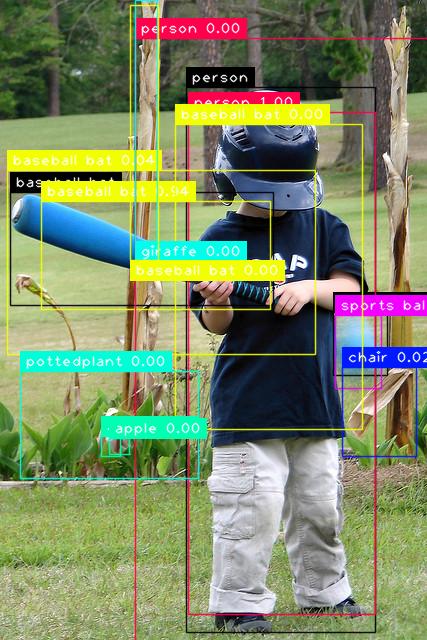 person 0.00
person
person 1.00
baseball bat 0.00
baseball bat 0.04
baseball bat
baseball bat 0.94
giraffe 0.00
baseball bat 0.00
AP
sports bal
chair 0.02
pottedplant 0.00
apple 0.00